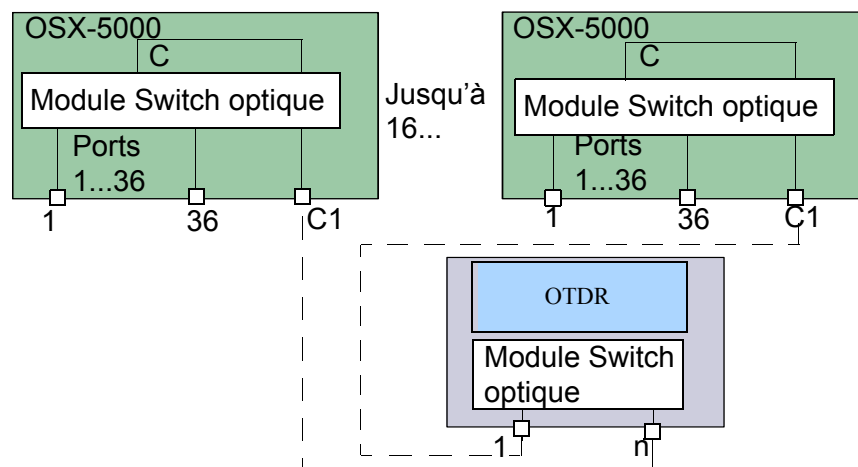 OSX-5000
C
Module Switch optique
Ports
1...36
1
36
C1
Jusqu'à
16...
OSX-5000
C
Module Switch optique
Ports
1...36
1
36
C1
OTDR
Module Switch
optique
1
n